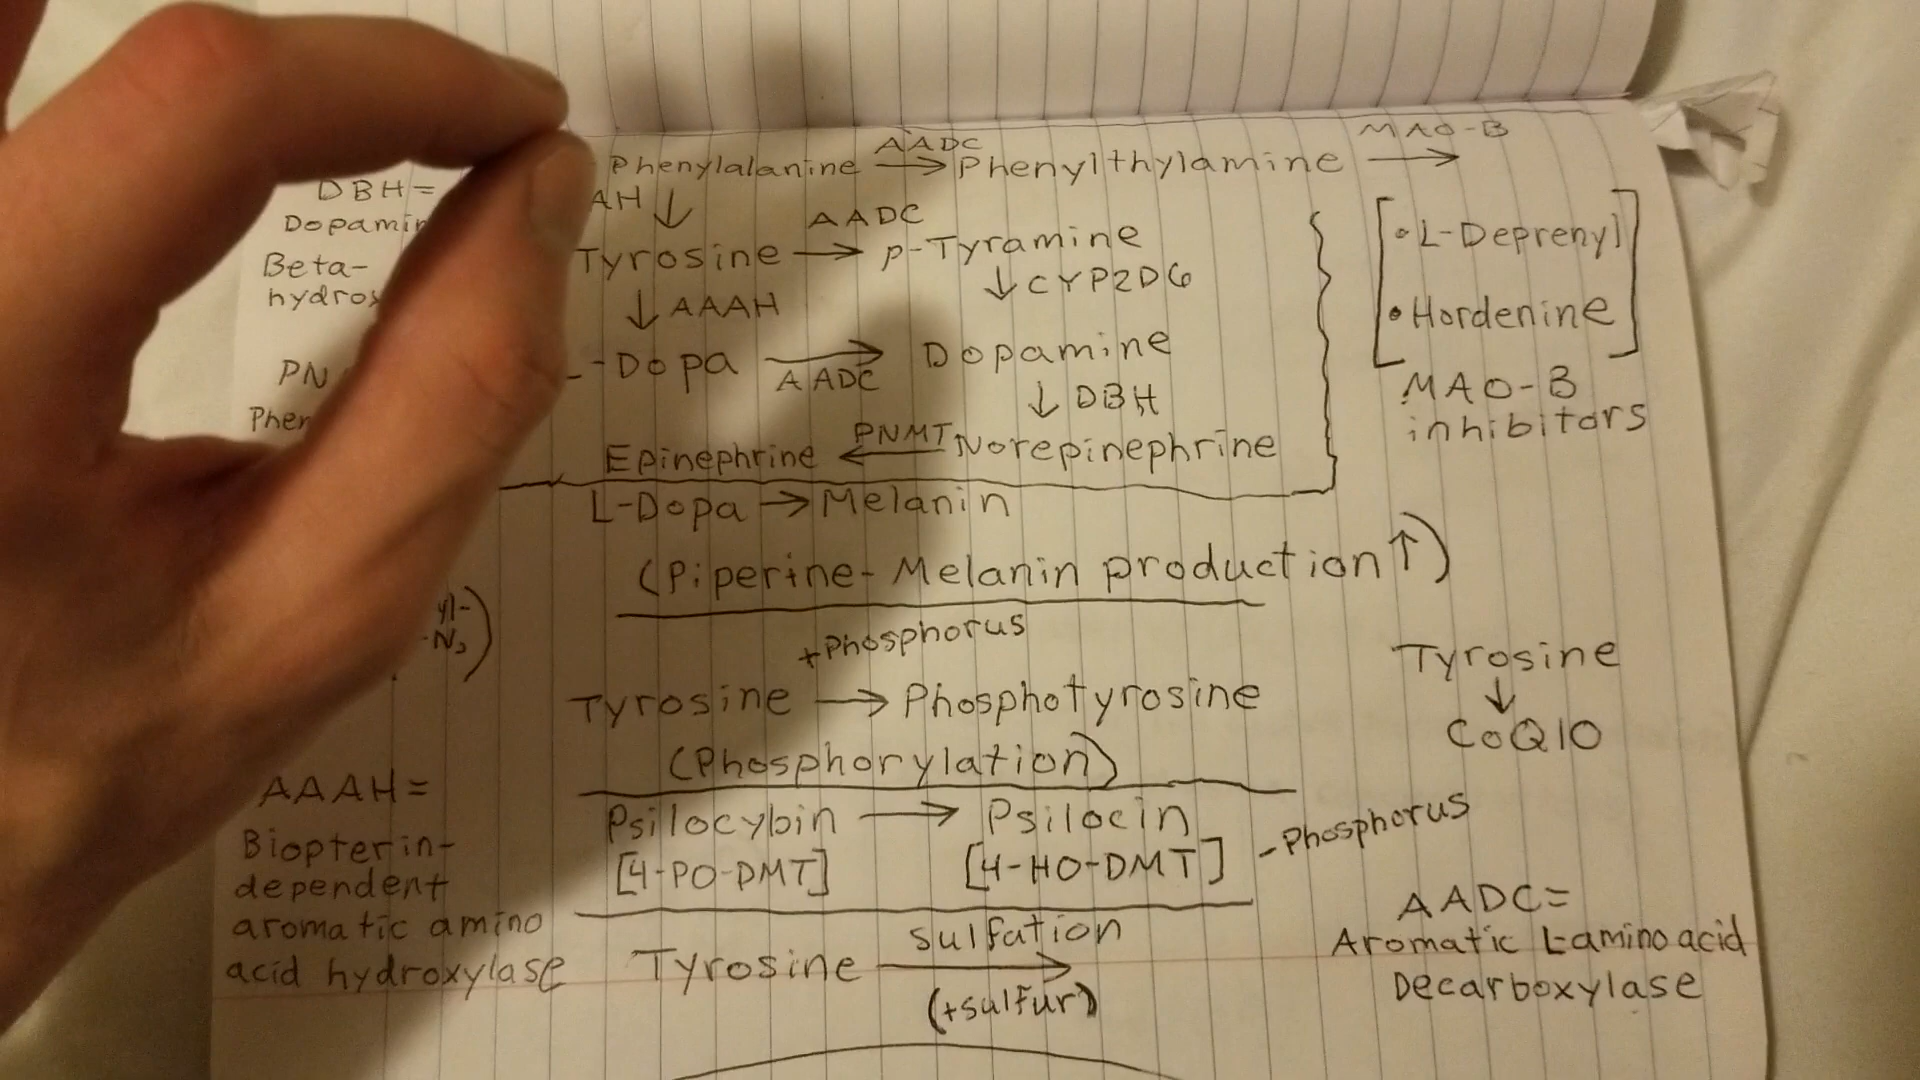 MAO-B
AADC
Phenylalanine → Phenylthylamine →
DBH=
AH ↓
Dopamin
AADC
Tyrosine → p-Tyramine
Beta-
hydros
↓ CYP2D6
↓ AAAH
-Dopa → Dopamine
AADC
PN
↓ DBH
Phen
PNMT
Epinephrine ← Norepinephrine
[• L-Deprenyl
• Hordenine]
MAO-B
inhibitors
L-Dopa → Melanin
(Piperine- Melanin production ↑)
yl-
-N,)
+Phosphorus
Tyrosine → Phosphotyrosine
(Phosphorylation)
Tyrosine
↓
CoQ10
Psilocybin → Psilocin
[4-PO-DMT] [4-HO-DMT]
-Phosphorus
AAAH=
Biopterin-
dependent
aromatic amino
acid hydroxylase
sulfation
Tyrosine →
(+sulfur)
AADC=
Aromatic L-amino acid
Decarboxylase